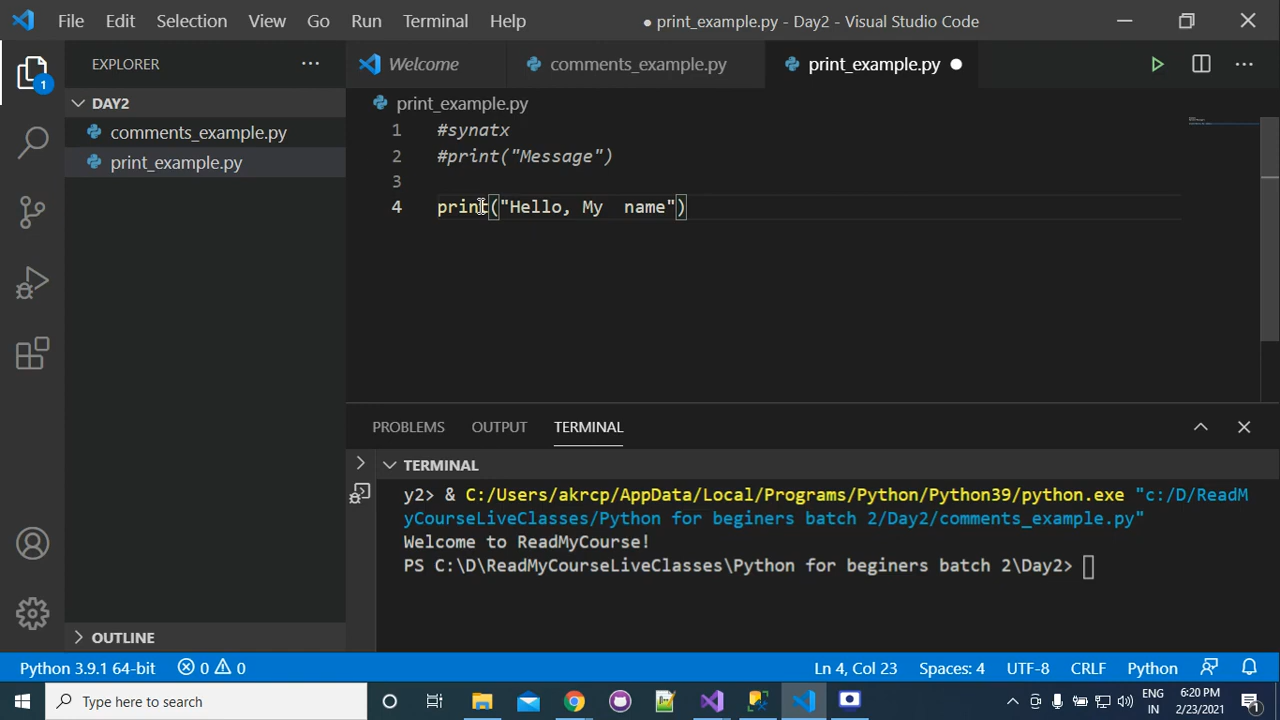 File Edit Selection View Go Run Terminal Help ● print_example.py - Day2 - Visual Studio Code
EXPLORER ... Welcome comments_example.py print_example.py ● ...
1
DAY2
comments_example.py
print_example.py
print_example.py
1 #synatx
2 #print("Message")
3
4 print("Hello, My  name")
PROBLEMS OUTPUT TERMINAL
TERMINAL
y2> & C:/Users/akrcp/AppData/Local/Programs/Python/Python39/python.exe "c:/D/ReadM
yCourseLiveClasses/Python for beginers batch 2/Day2/comments_example.py"
Welcome to ReadMyCourse!
PS C:\D\ReadMyCourseLiveClasses\Python for beginers batch 2\Day2>
OUTLINE
Python 3.9.1 64-bit 0 0 Ln 4, Col 23 Spaces: 4 UTF-8 CRLF Python
Type here to search ENG 6:20 PM
IN 2/23/2021 1